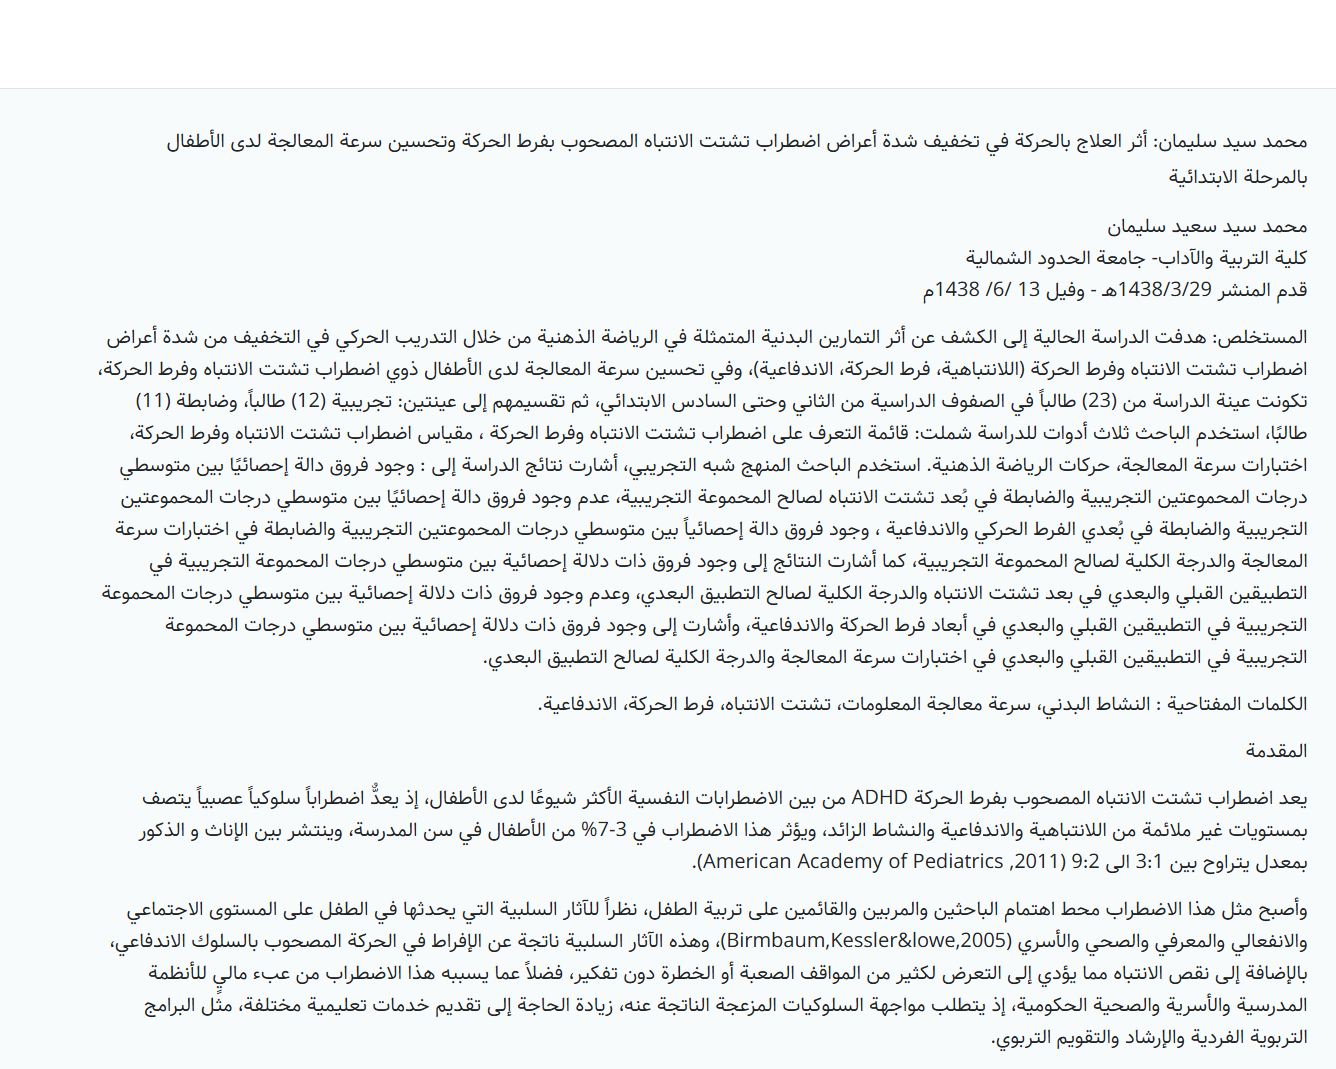 محمد سيد سليمان: أثر العلاج بالحركة في تخفيف شدة أعراض اضطراب تشتت الانتباه المصحوب بفرط الحركة وتحسين سرعة المعالجة لدى الأطفال
بالمرحلة الابتدائية
محمد سيد سعيد سليمان
كلية التربية والآداب- جامعة الحدود الشمالية
قدم المنشر 1438/3/29هـ - وفيل 13 /6/ 1438م
المستخلص: هدفت الدراسة الحالية إلى الكشف عن أثر التمارين البدنية المتمثلة في الرياضة الذهنية من خلال التدريب الحركي في التخفيف من شدة أعراض
اضطراب تشتت الانتباه وفرط الحركة (اللانتباهية، فرط الحركة، الاندفاعية)، وفي تحسين سرعة المعالجة لدى الأطفال ذوي اضطراب تشتت الانتباه وفرط الحركة،
تكونت عينة الدراسة من (23) طالباً في الصفوف الدراسية من الثاني وحتى السادس الابتدائي، ثم تقسيمهم إلى عينتين: تجريبية (12) طالباً، وضابطة (11)
طالبًا، استخدم الباحث ثلاث أدوات للدراسة شملت: قائمة التعرف على اضطراب تشتت الانتباه وفرط الحركة ، مقياس اضطراب تشتت الانتباه وفرط الحركة،
اختبارات سرعة المعالجة، حركات الرياضة الذهنية. استخدم الباحث المنهج شبه التجريبي، أشارت نتائج الدراسة إلى : وجود فروق دالة إحصائيًا بين متوسطي
درجات المجموعتين التجريبية والضابطة في بُعد تشتت الانتباه لصالح المجموعة التجريبية، عدم وجود فروق دالة إحصائيًا بين متوسطي درجات المجموعتين
التجريبية والضابطة في بُعدي الفرط الحركي والاندفاعية ، وجود فروق دالة إحصائياً بين متوسطي درجات المجموعتين التجريبية والضابطة في اختبارات سرعة
المعالجة والدرجة الكلية لصالح المجموعة التجريبية، كما أشارت النتائج إلى وجود فروق ذات دلالة إحصائية بين متوسطي درجات المجموعة التجريبية في
التطبيقين القبلي والبعدي في بعد تشتت الانتباه والدرجة الكلية لصالح التطبيق البعدي، وعدم وجود فروق ذات دلالة إحصائية بين متوسطي درجات المجموعة
التجريبية في التطبيقين القبلي والبعدي في أبعاد فرط الحركة والاندفاعية، وأشارت إلى وجود فروق ذات دلالة إحصائية بين متوسطي درجات المجموعة
التجريبية في التطبيقين القبلي والبعدي في اختبارات سرعة المعالجة والدرجة الكلية لصالح التطبيق البعدي.
الكلمات المفتاحية : النشاط البدني، سرعة معالجة المعلومات، تشتت الانتباه، فرط الحركة، الاندفاعية.
المقدمة
يعد اضطراب تشتت الانتباه المصحوب بفرط الحركة ADHD من بين الاضطرابات النفسية الأكثر شيوعًا لدى الأطفال، إذ يعدٌّ اضطراباً سلوكياً عصبياً يتصف
بمستويات غير ملائمة من اللانتباهية والاندفاعية والنشاط الزائد، ويؤثر هذا الاضطراب في 3-7% من الأطفال في سن المدرسة، وينتشر بين الإناث و الذكور
بمعدل يتراوح بين 3:1 الى 9:2 (American Academy of Pediatrics ,2011).
وأصبح مثل هذا الاضطراب محط اهتمام الباحثين والمربين والقائمين على تربية الطفل، نظراً للآثار السلبية التي يحدثها في الطفل على المستوى الاجتماعي
والانفعالي والمعرفي والصحي والأسري (Birmbaum,Kessler&lowe,2005)، وهذه الآثار السلبية ناتجة عن الإفراط في الحركة المصحوب بالسلوك الاندفاعي،
بالإضافة إلى نقص الانتباه مما يؤدي إلى التعرض لكثير من المواقف الصعبة أو الخطرة دون تفكير، فضلاً عما يسببه هذا الاضطراب من عبء ماليٍ للأنظمة
المدرسية والأسرية والصحية الحكومية، إذ يتطلب مواجهة السلوكيات المزعجة الناتجة عنه، زيادة الحاجة إلى تقديم خدمات تعليمية مختلفة، مثل البرامج
التربوية الفردية والإرشاد والتقويم التربوي.